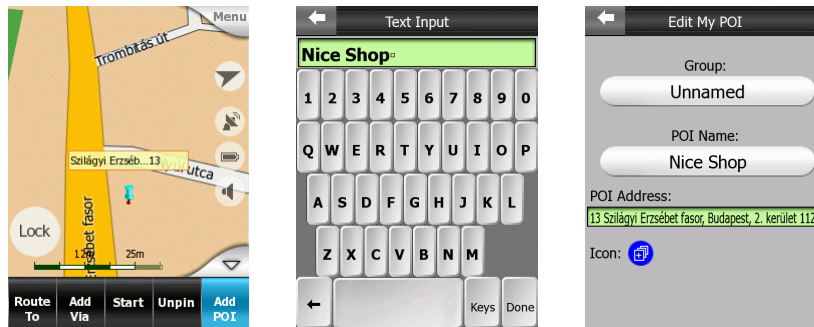 Menu
Trombitás út
Szilágyi Erzséb...13
Nyúl utca
Erzsébet fasor
Lock
25m
Route To
Add Via
Start
Unpin
Add POI
Text Input
Nice Shop
1 2 3 4 5 6 7 8 9 0
Q W E R T Y U I O P
A S D F G H J K L
Z X C V B N M
Keys Done
Edit My POI
Group:
Unnamed
POI Name:
Nice Shop
POI Address:
13 Szilágyi Erzsébet fasor, Budapest, 2. kerület 112
Icon: